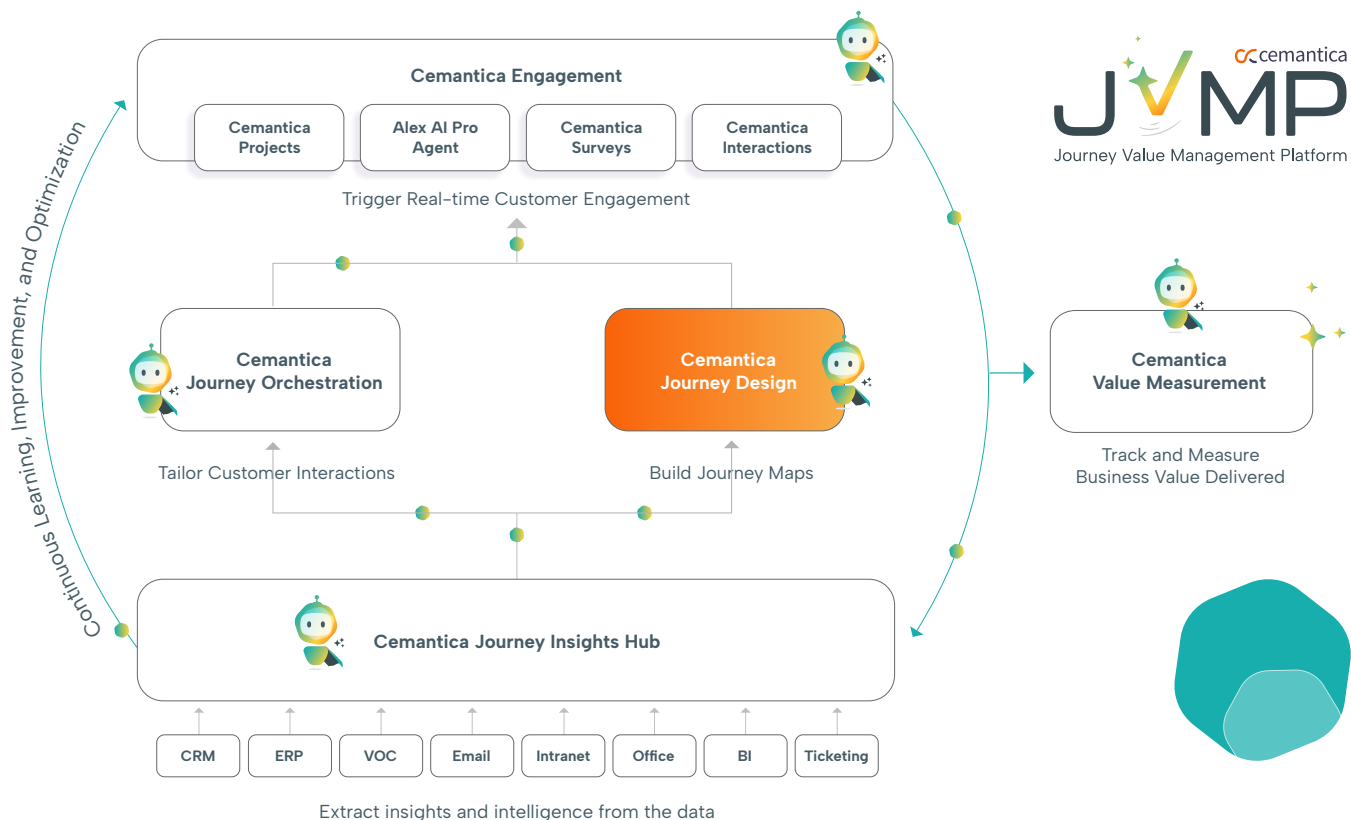 Cemantica Engagement
Cemantica
Projects
Alex AI Pro
Agent
Cemantica
Surveys
Cemantica
Interactions
Trigger Real-time Customer Engagement
cemantica
JVMP
Journey Value Management Platform
Continuous Learning, Improvement, and Optimization
Cemantica
Journey Orchestration
Cemantica
Journey Design
Cemantica
Value Measurement
Tailor Customer Interactions
Build Journey Maps
Track and Measure
Business Value Delivered
Cemantica Journey Insights Hub
CRM
ERP
VOC
Email
Intranet
Office
BI
Ticketing
Extract insights and intelligence from the data